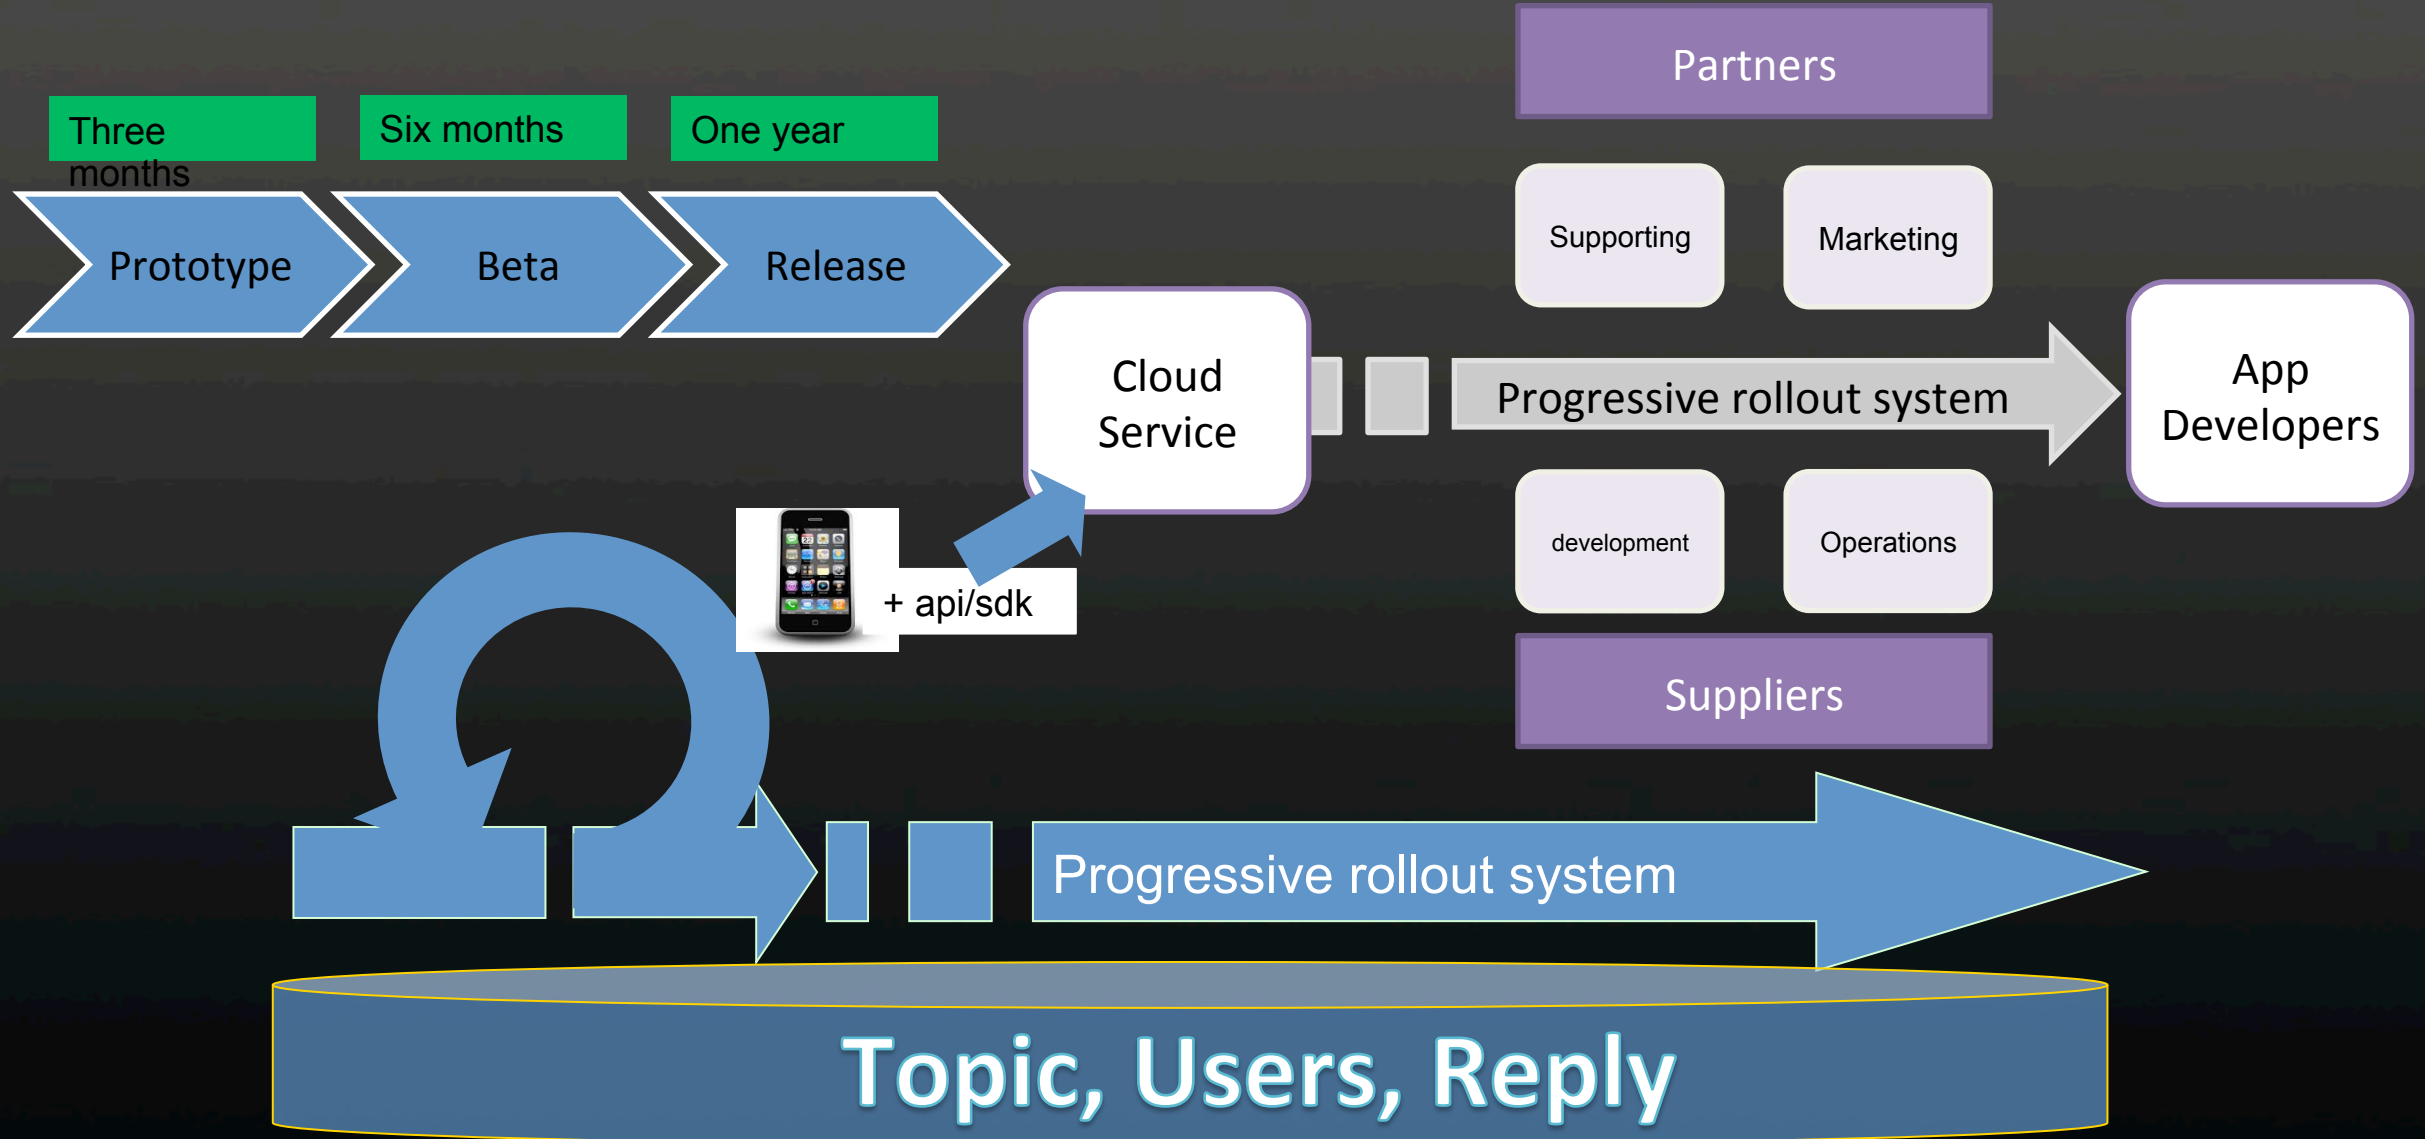 Partners
Three
months
Six months
One year
Prototype
Beta
Release
Supporting
Marketing
Cloud
Service
Progressive rollout system
App
Developers
development
Operations
+ api/sdk
Suppliers
Progressive rollout system
Topic, Users, Reply